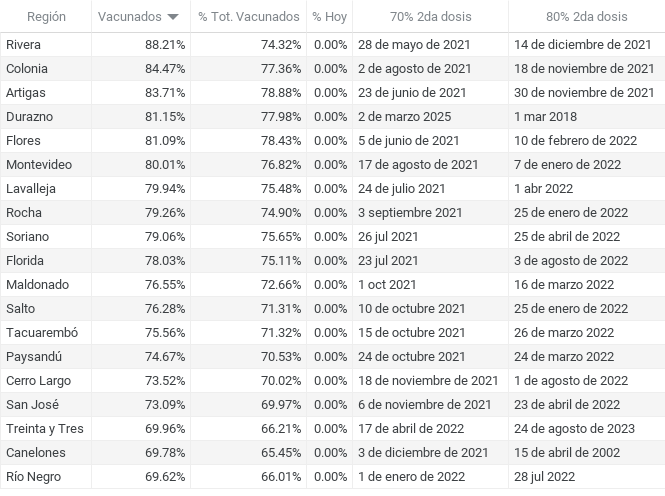 Región Vacunados % Tot. Vacunados % Hoy 70% 2da dosis 80% 2da dosis
Rivera 88.21% 74.32% 0.00% 28 de mayo de 2021 14 de diciembre de 2021
Colonia 84.47% 77.36% 0.00% 2 de agosto de 2021 18 de noviembre de 2021
Artigas 83.71% 78.88% 0.00% 23 de junio de 2021 30 de noviembre de 2021
Durazno 81.15% 77.98% 0.00% 2 de marzo 2025 1 mar 2018
Flores 81.09% 78.43% 0.00% 5 de junio de 2021 10 de febrero de 2022
Montevideo 80.01% 76.82% 0.00% 17 de agosto de 2021 7 de enero de 2022
Lavalleja 79.94% 75.48% 0.00% 24 de julio 2021 1 abr 2022
Rocha 79.26% 74.90% 0.00% 3 septiembre 2021 25 de enero de 2022
Soriano 79.06% 75.65% 0.00% 26 jul 2021 25 de abril de 2022
Florida 78.03% 75.11% 0.00% 23 jul 2021 3 de agosto de 2022
Maldonado 76.55% 72.66% 0.00% 1 oct 2021 16 de marzo de 2022
Salto 76.28% 71.31% 0.00% 10 de octubre de 2021 25 de enero de 2022
Tacuarembó 75.56% 71.32% 0.00% 15 de octubre de 2021 26 de marzo de 2022
Paysandú 74.67% 70.53% 0.00% 24 de octubre de 2021 24 de marzo de 2022
Cerro Largo 73.52% 70.02% 0.00% 18 de noviembre de 2021 1 de agosto de 2022
San José 73.09% 69.97% 0.00% 6 de noviembre de 2021 23 de abril de 2022
Treinta y Tres 69.96% 66.21% 0.00% 17 de abril de 2022 24 de agosto de 2023
Canelones 69.78% 65.45% 0.00% 3 de diciembre de 2021 15 de abril de 2002
Río Negro 69.62% 66.01% 0.00% 1 de enero de 2022 28 jul 2022